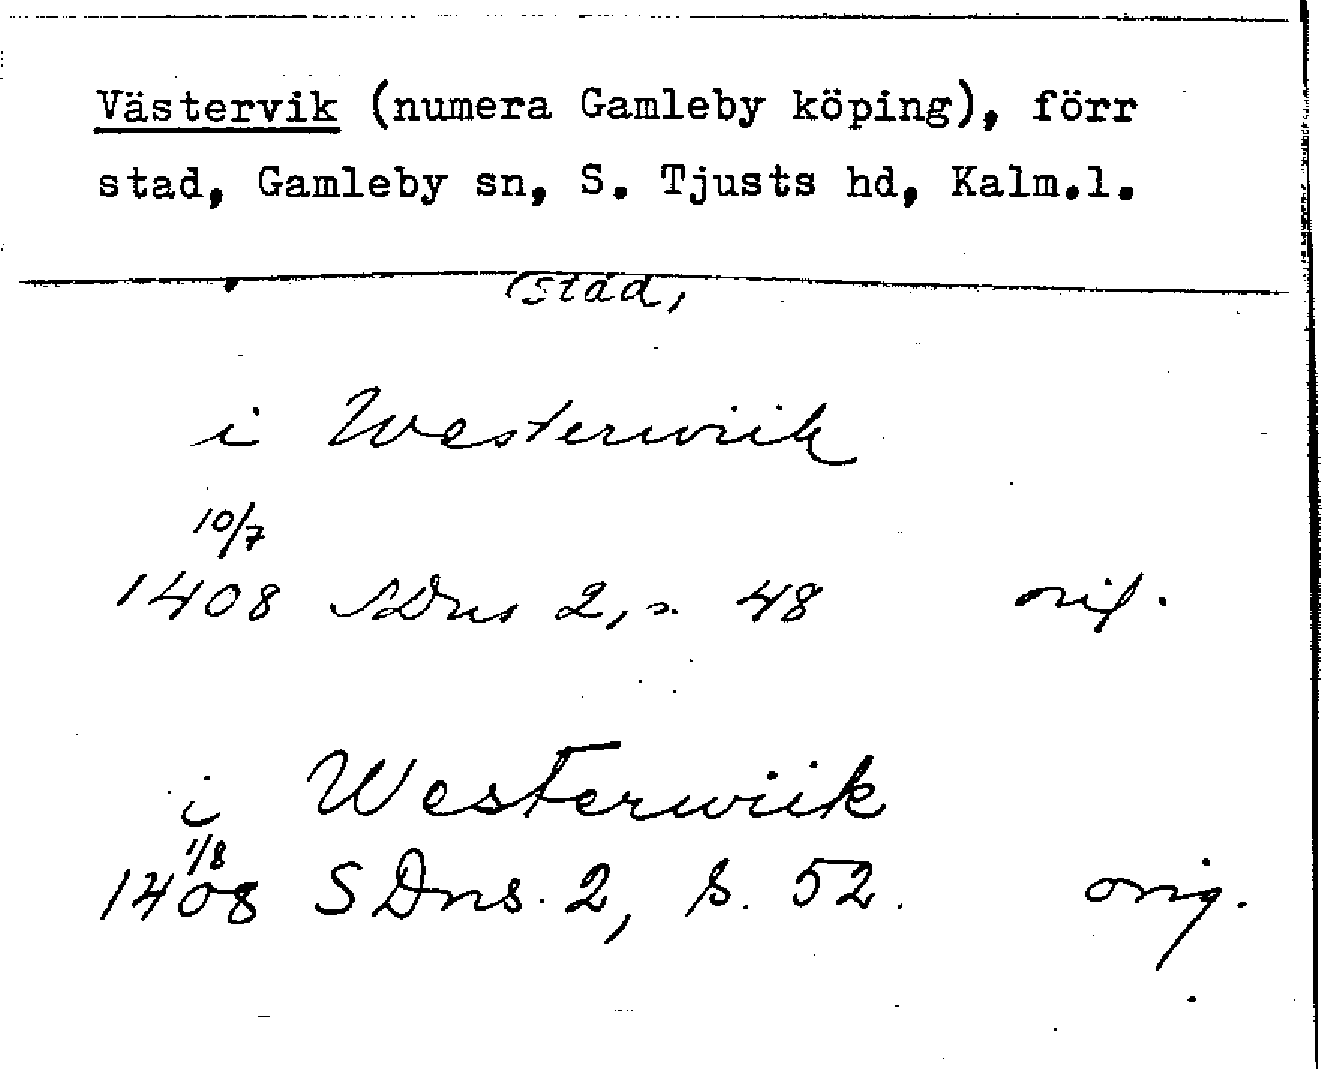 Västervik (numera Gamleby köping), förr
stad, Gamleby sn, S. Tjusts hd, Kalm.l.
(stad,
i Westerwiik
10/7
1408 SDns 2, s. 48 orig.
i Westerwiik
1/8
1408 SDns. 2, s. 52. orig.